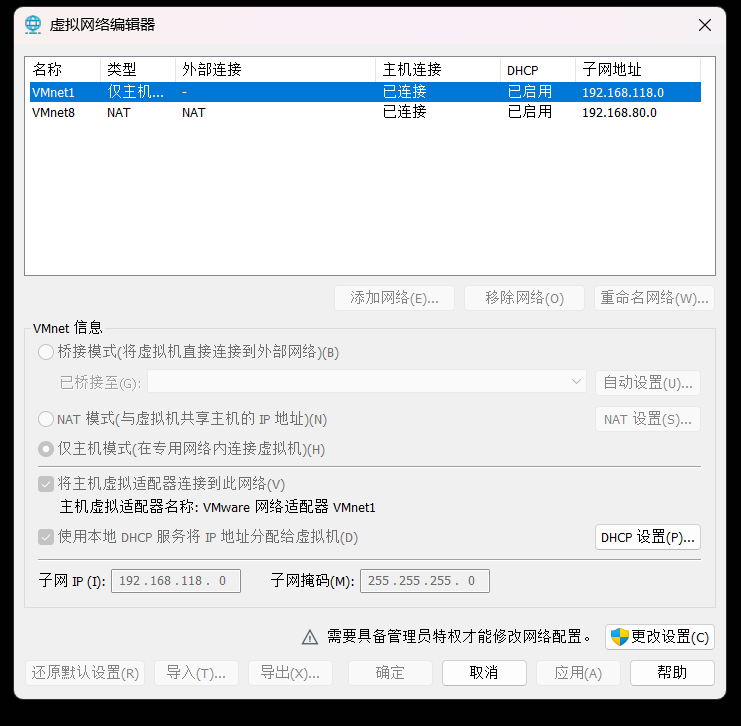 虚拟网络编辑器
名称 类型 外部连接 主机连接 DHCP 子网地址
VMnet1 仅主机... - 已连接 已启用 192.168.118.0
VMnet8 NAT NAT 已连接 已启用 192.168.80.0
添加网络(E)... 移除网络(O) 重命名网络(W)...
VMnet 信息
桥接模式(将虚拟机直接连接到外部网络)(B)
已桥接至(G): 自动设置(U)...
NAT 模式(与虚拟机共享主机的 IP 地址)(N) NAT 设置(S)...
仅主机模式(在专用网络内连接虚拟机)(H)
将主机虚拟适配器连接到此网络(V)
主机虚拟适配器名称: VMware 网络适配器 VMnet1
使用本地 DHCP 服务将 IP 地址分配给虚拟机(D) DHCP 设置(P)...
子网 IP (I): 192 . 168 . 118 . 0 子网掩码(M): 255 . 255 . 255 . 0
需要具备管理员特权才能修改网络配置。 更改设置(C)
还原默认设置(R) 导入(T)... 导出(X)... 确定 取消 应用(A) 帮助